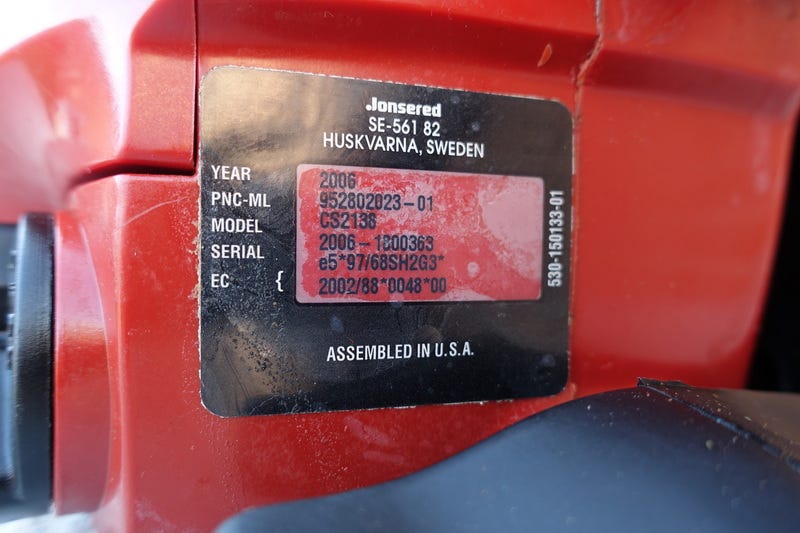 Jonsered
SE-561 82
HUSKVARNA, SWEDEN
YEAR 2006
PNC-ML 952802023-01
MODEL CS2138
SERIAL 2006-1800363
EC { e5*97/68SH2G3*
2002/88*0048*00
530-150133-01
ASSEMBLED IN U.S.A.